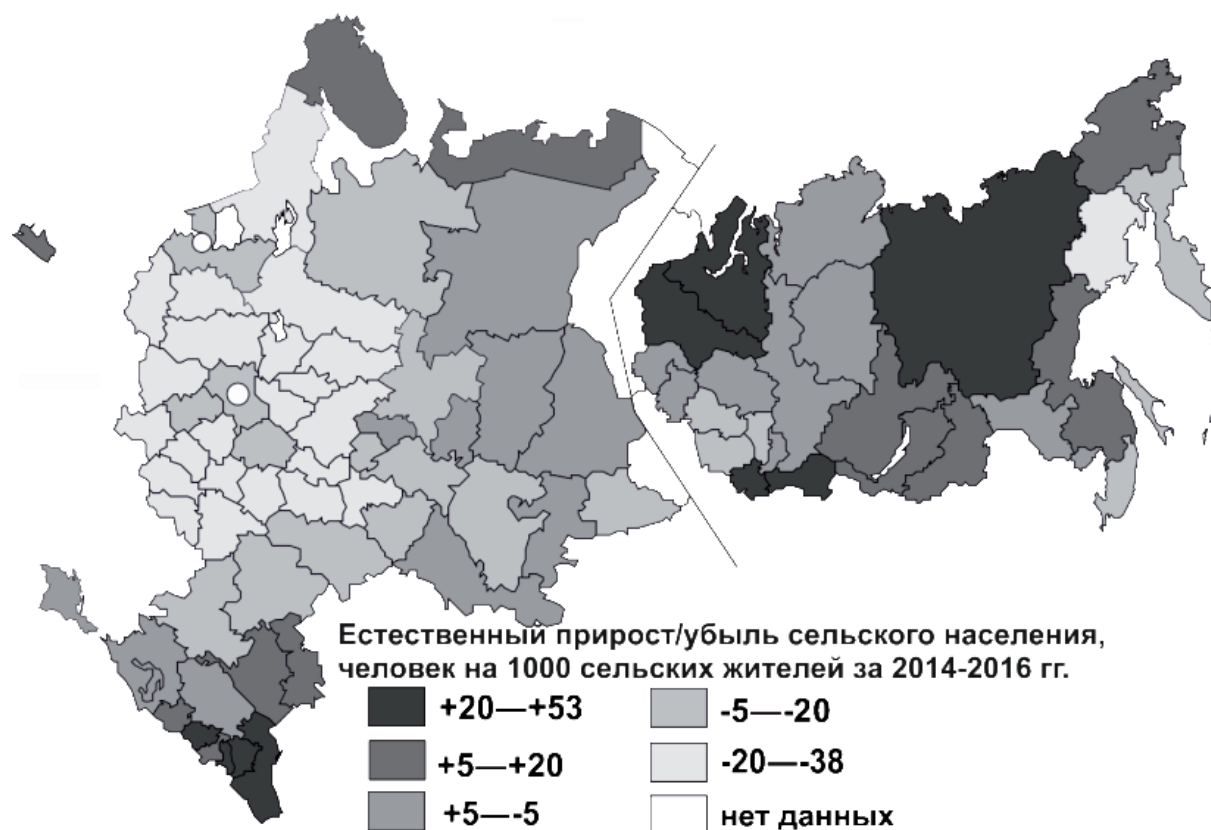 Естественный прирост/убыль сельского населения,
человек на 1000 сельских жителей за 2014-2016 гг.
+20—+53
+5—+20
+5—-5
-5—-20
-20—-38
нет данных